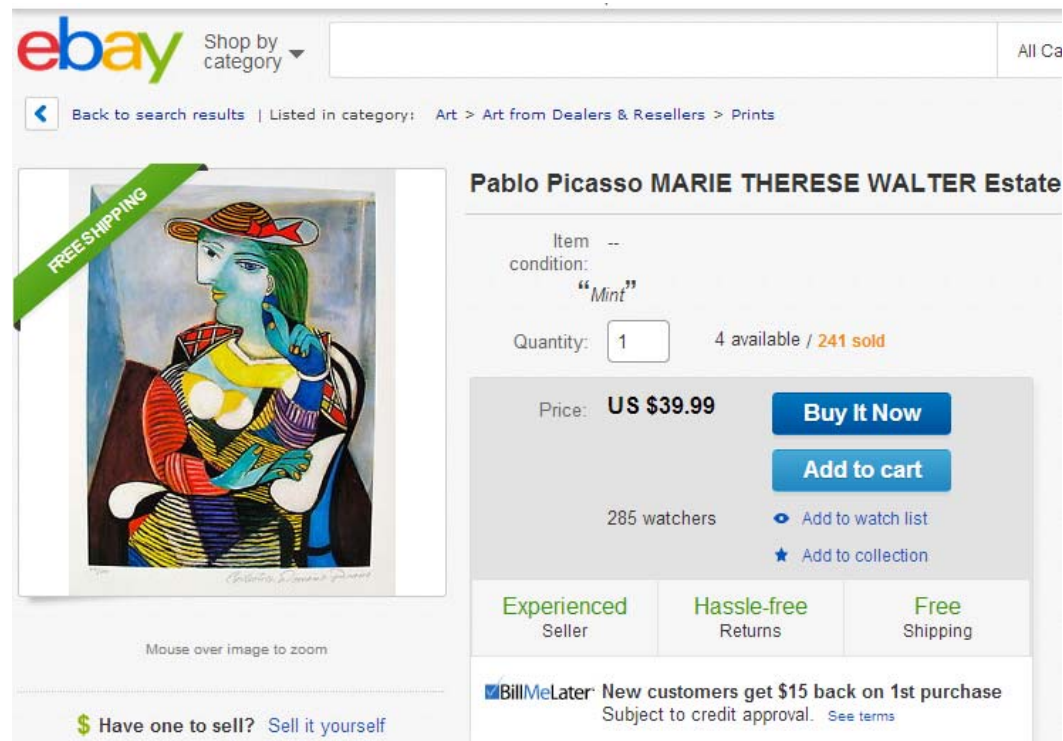 ebay
Shop by
category
All Ca
Back to search results | Listed in category: Art > Art from Dealers & Resellers > Prints
FREE SHIPPING
Pablo Picasso MARIE THERESE WALTER Estate
Item --
condition:
“Mint”
Quantity: 1 4 available / 241 sold
Price: US $39.99 Buy It Now
Add to cart
285 watchers Add to watch list
Add to collection
Experienced Hassle-free Free
Seller Returns Shipping
Mouse over image to zoom
BillMeLater New customers get $15 back on 1st purchase
Subject to credit approval. See terms
$ Have one to sell? Sell it yourself